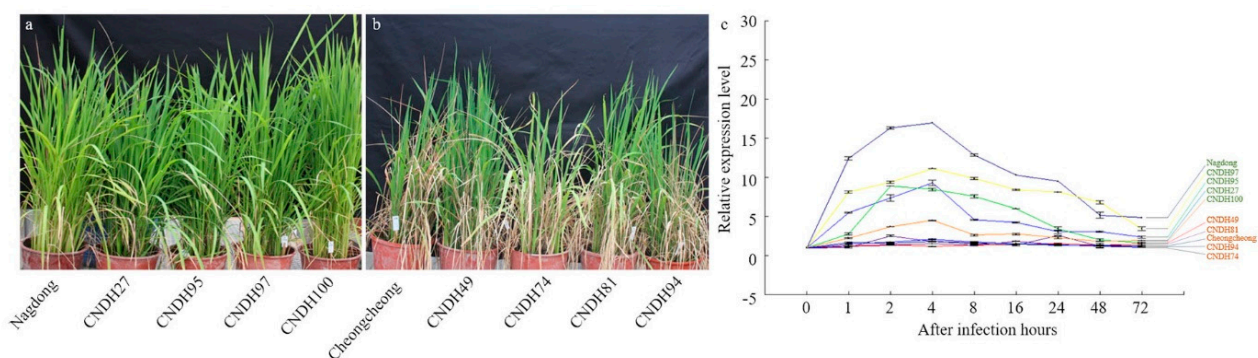 a
Nagdong
CNDH27
CNDH95
CNDH97
CNDH100
b
Cheongcheong
CNDH49
CNDH74
CNDH81
CNDH94
c
Relative expression level
30
25
20
15
10
5
0
−5
0 1 2 4 8 16 24 48 72
After infection hours
Nagdong
CNDH97
CNDH95
CNDH27
CNDH100
CNDH49
CNDH81
Cheongcheong
CNDH94
CNDH74